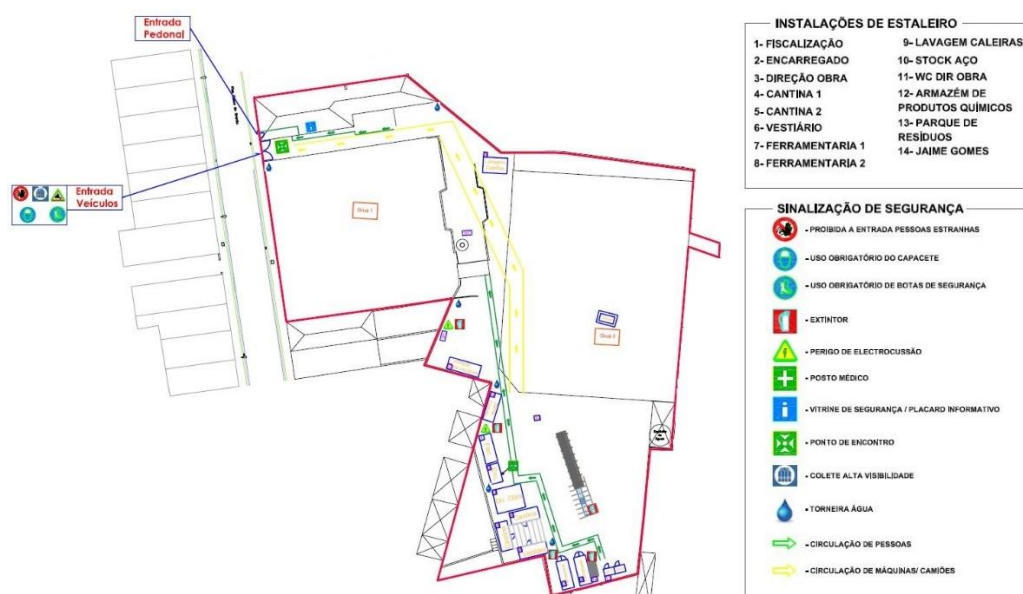 Entrada
Pedonal
Entrada
Veículos
Grua 1
Grua 2
INSTALAÇÕES DE ESTALEIRO
1- FISCALIZAÇÃO
2- ENCARREGADO
3- DIREÇÃO OBRA
4- CANTINA 1
5- CANTINA 2
6- VESTIÁRIO
7- FERRAMENTARIA 1
8- FERRAMENTARIA 2
9- LAVAGEM CALEIRAS
10- STOCK AÇO
11- WC DIR OBRA
12- ARMAZÉM DE
PRODUTOS QUÍMICOS
13- PARQUE DE
RESÍDUOS
14- JAIME GOMES
SINALIZAÇÃO DE SEGURANÇA
- PROIBIDA A ENTRADA PESSOAS ESTRANHAS
- USO OBRIGATÓRIO DO CAPACETE
- USO OBRIGATÓRIO DE BOTAS DE SEGURANÇA
- EXTINTOR
- PERIGO DE ELECTROCUSSÃO
- POSTO MÉDICO
- VITRINE DE SEGURANÇA / PLACARD INFORMATIVO
- PONTO DE ENCONTRO
- COLETE ALTA VISIBILIDADE
- TORNEIRA ÁGUA
- CIRCULAÇÃO DE PESSOAS
- CIRCULAÇÃO DE MÁQUINAS/ CAMIÕES